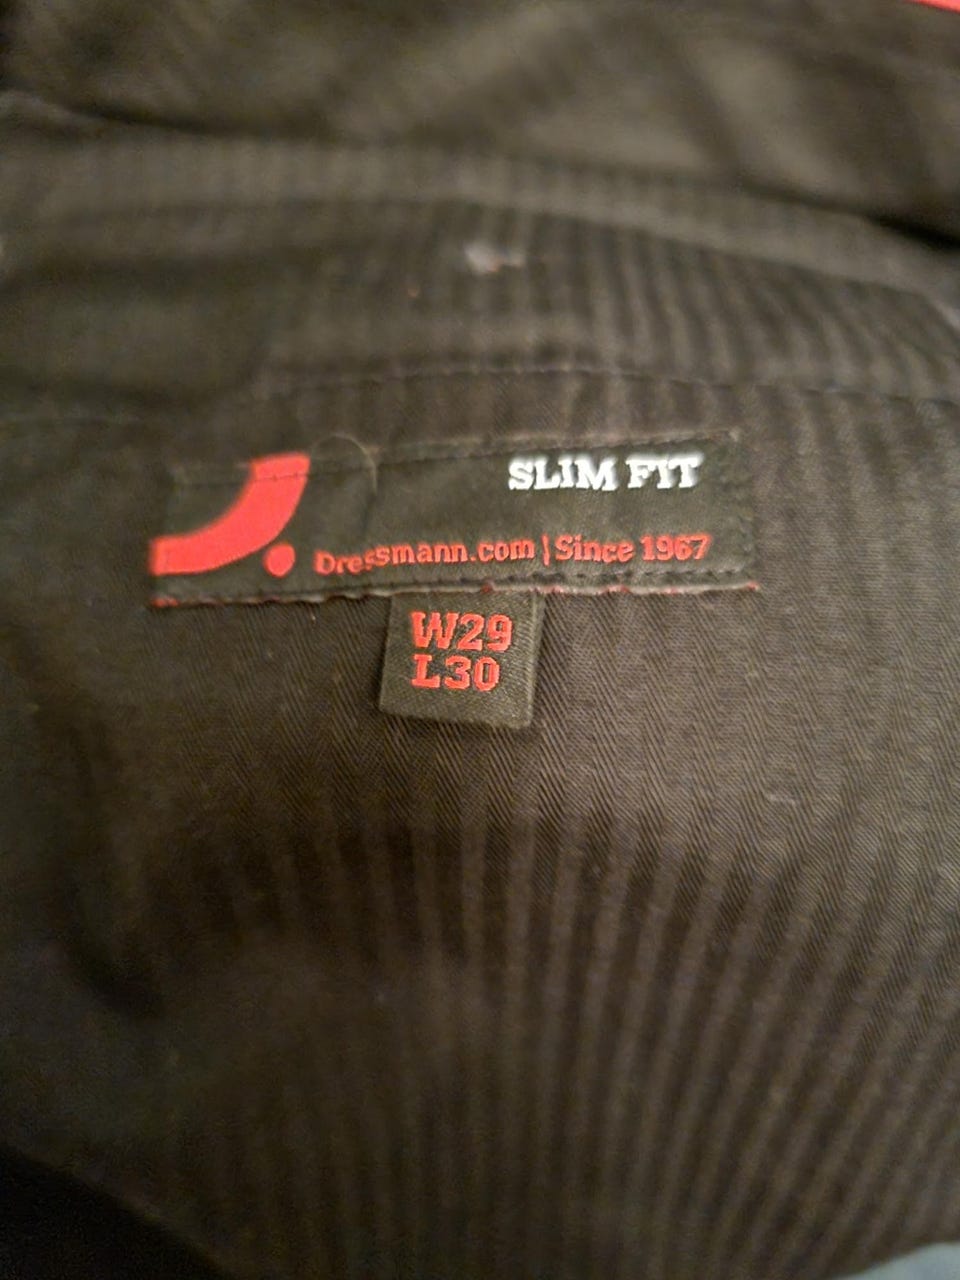 SLIM FIT
Dressmann.com | Since 1967
W29
L30